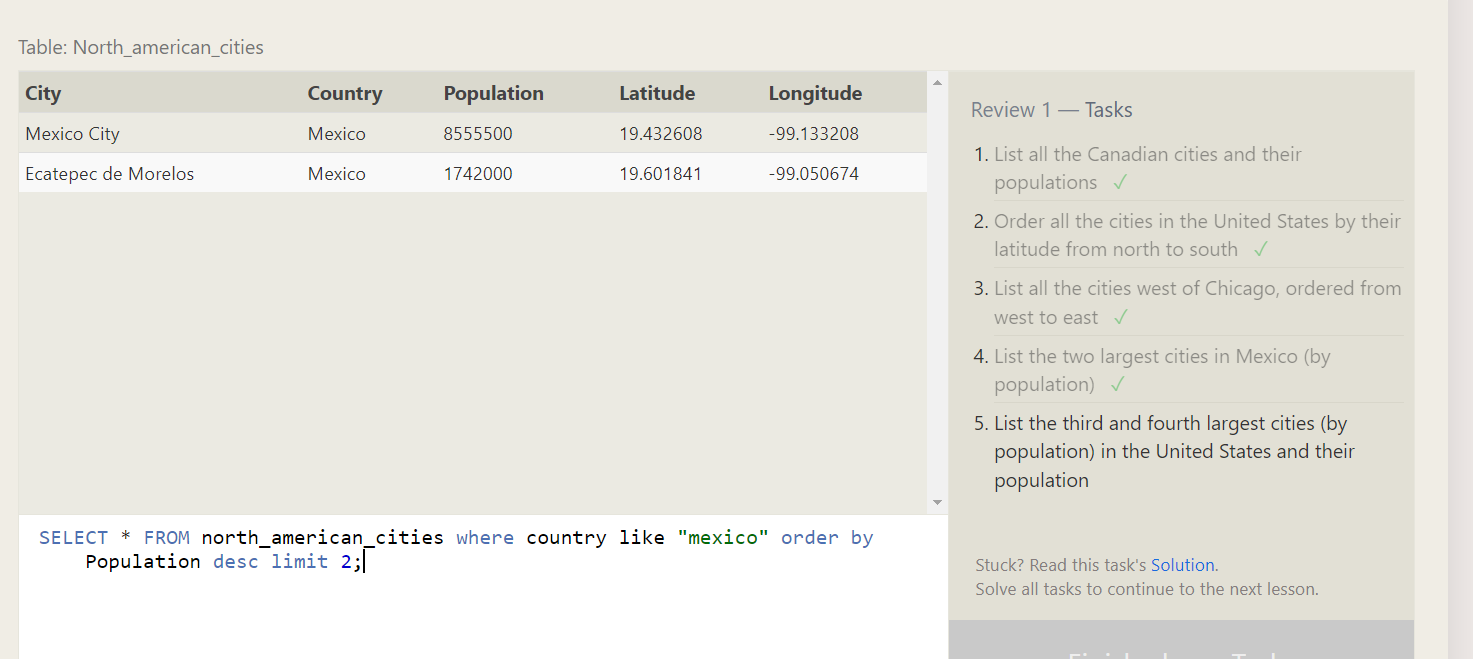 Table: North_american_cities
City Country Population Latitude Longitude
Mexico City Mexico 8555500 19.432608 -99.133208
Ecatepec de Morelos Mexico 1742000 19.601841 -99.050674
SELECT * FROM north_american_cities where country like "mexico" order by
Population desc limit 2;
Review 1 — Tasks
1. List all the Canadian cities and their
populations ✓
2. Order all the cities in the United States by their
latitude from north to south ✓
3. List all the cities west of Chicago, ordered from
west to east ✓
4. List the two largest cities in Mexico (by
population) ✓
5. List the third and fourth largest cities (by
population) in the United States and their
population
Stuck? Read this task's Solution.
Solve all tasks to continue to the next lesson.